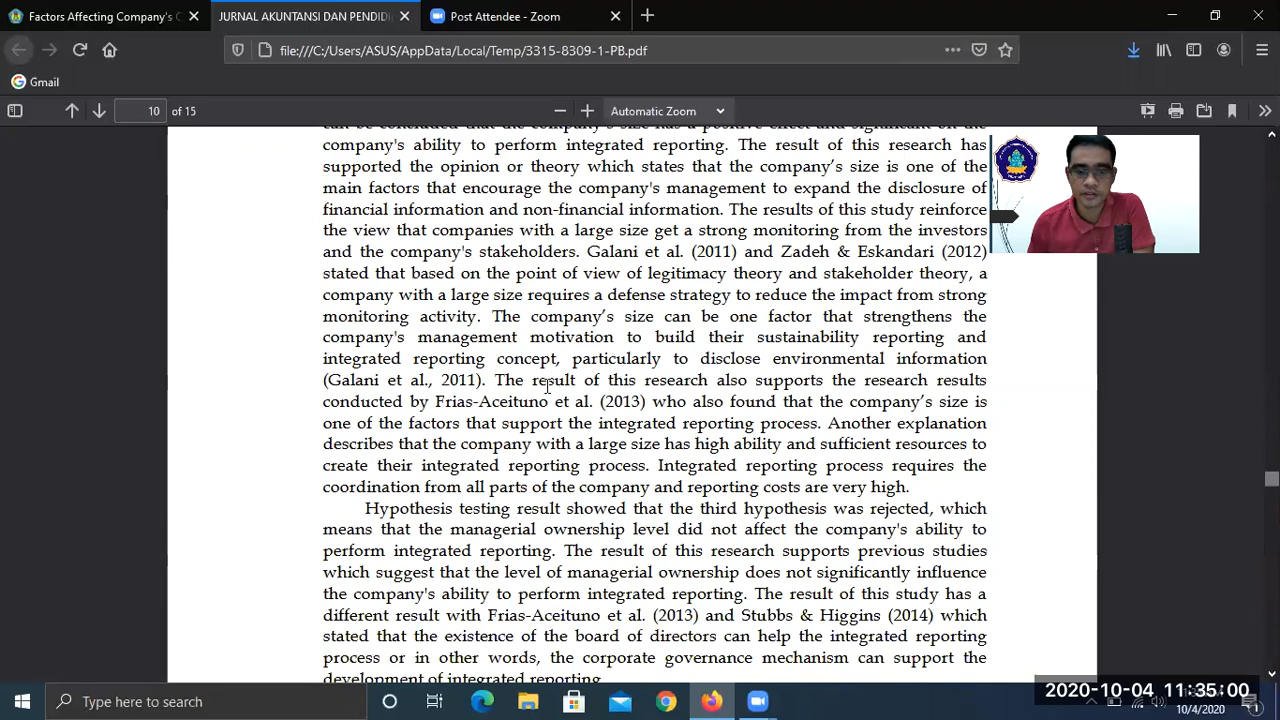 Factors Affecting Company's C
JURNAL AKUNTANSI DAN PENDIDI
Post Attendee - Zoom
file:///C:/Users/ASUS/AppData/Local/Temp/3315-8309-1-PB.pdf
Gmail
10 of 15
Automatic Zoom
can be concluded that the company's size has a positive effect and significant on the
company's ability to perform integrated reporting. The result of this research has
supported the opinion or theory which states that the company's size is one of the
main factors that encourage the company's management to expand the disclosure of
financial information and non-financial information. The results of this study reinforce
the view that companies with a large size get a strong monitoring from the investors
and the company's stakeholders. Galani et al. (2011) and Zadeh & Eskandari (2012)
stated that based on the point of view of legitimacy theory and stakeholder theory, a
company with a large size requires a defense strategy to reduce the impact from strong
monitoring activity. The company's size can be one factor that strengthens the
company's management motivation to build their sustainability reporting and
integrated reporting concept, particularly to disclose environmental information
(Galani et al., 2011). The result of this research also supports the research results
conducted by Frias-Aceituno et al. (2013) who also found that the company's size is
one of the factors that support the integrated reporting process. Another explanation
describes that the company with a large size has high ability and sufficient resources to
create their integrated reporting process. Integrated reporting process requires the
coordination from all parts of the company and reporting costs are very high.
Hypothesis testing result showed that the third hypothesis was rejected, which
means that the managerial ownership level did not affect the company's ability to
perform integrated reporting. The result of this research supports previous studies
which suggest that the level of managerial ownership does not significantly influence
the company's ability to perform integrated reporting. The result of this study has a
different result with Frias-Aceituno et al. (2013) and Stubbs & Higgins (2014) which
stated that the existence of the board of directors can help the integrated reporting
process or in other words, the corporate governance mechanism can support the
development of integrated reporting.
Type here to search
2020-10-04 11:35:00
10/4/2020